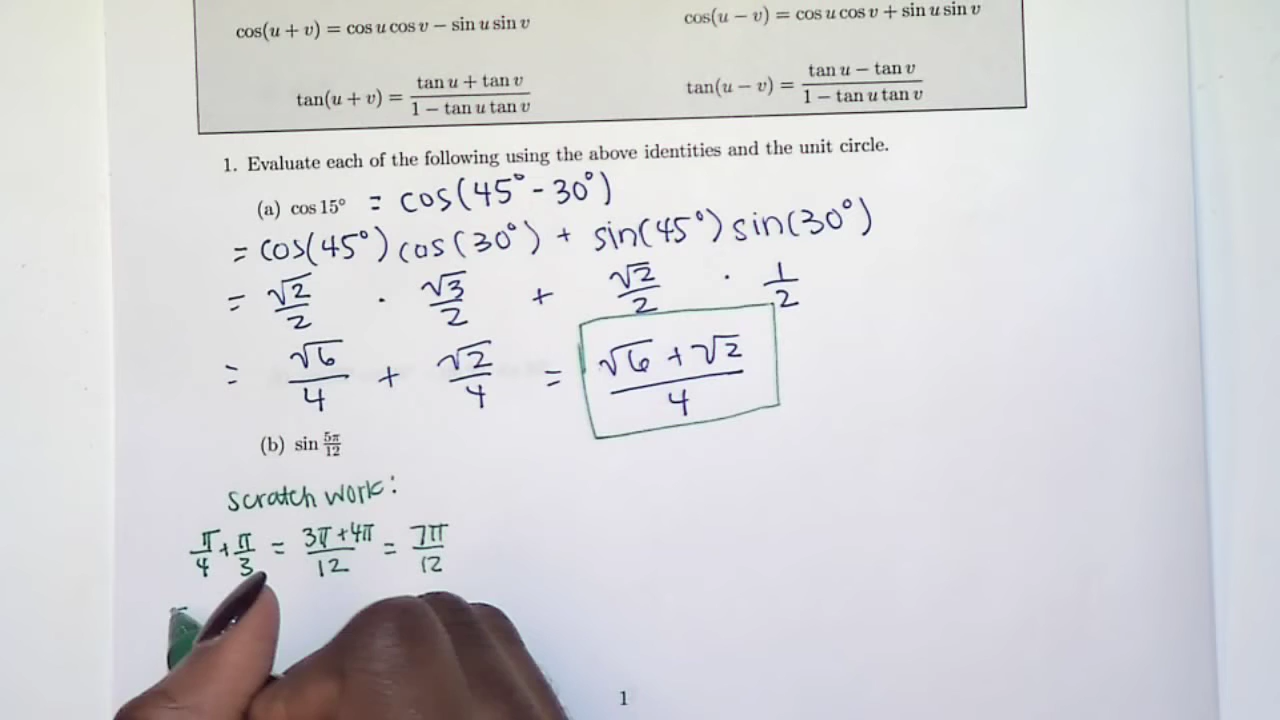 cos(u + v) = cos u cos v − sin u sin v    cos(u − v) = cos u cos v + sin u sin v
tan(u + v) = (tan u + tan v)/(1 − tan u tan v)    tan(u − v) = (tan u − tan v)/(1 − tan u tan v)
1. Evaluate each of the following using the above identities and the unit circle.
(a) cos 15° = cos(45° - 30°)
= cos(45°) cos(30°) + sin(45°) sin(30°)
= √2/2 · √3/2 + √2/2 · 1/2
= √6/4 + √2/4 = (√6 + √2)/4
(b) sin 5π/12
scratch work:
π/4 + π/3 = (3π + 4π)/12 = 7π/12
1